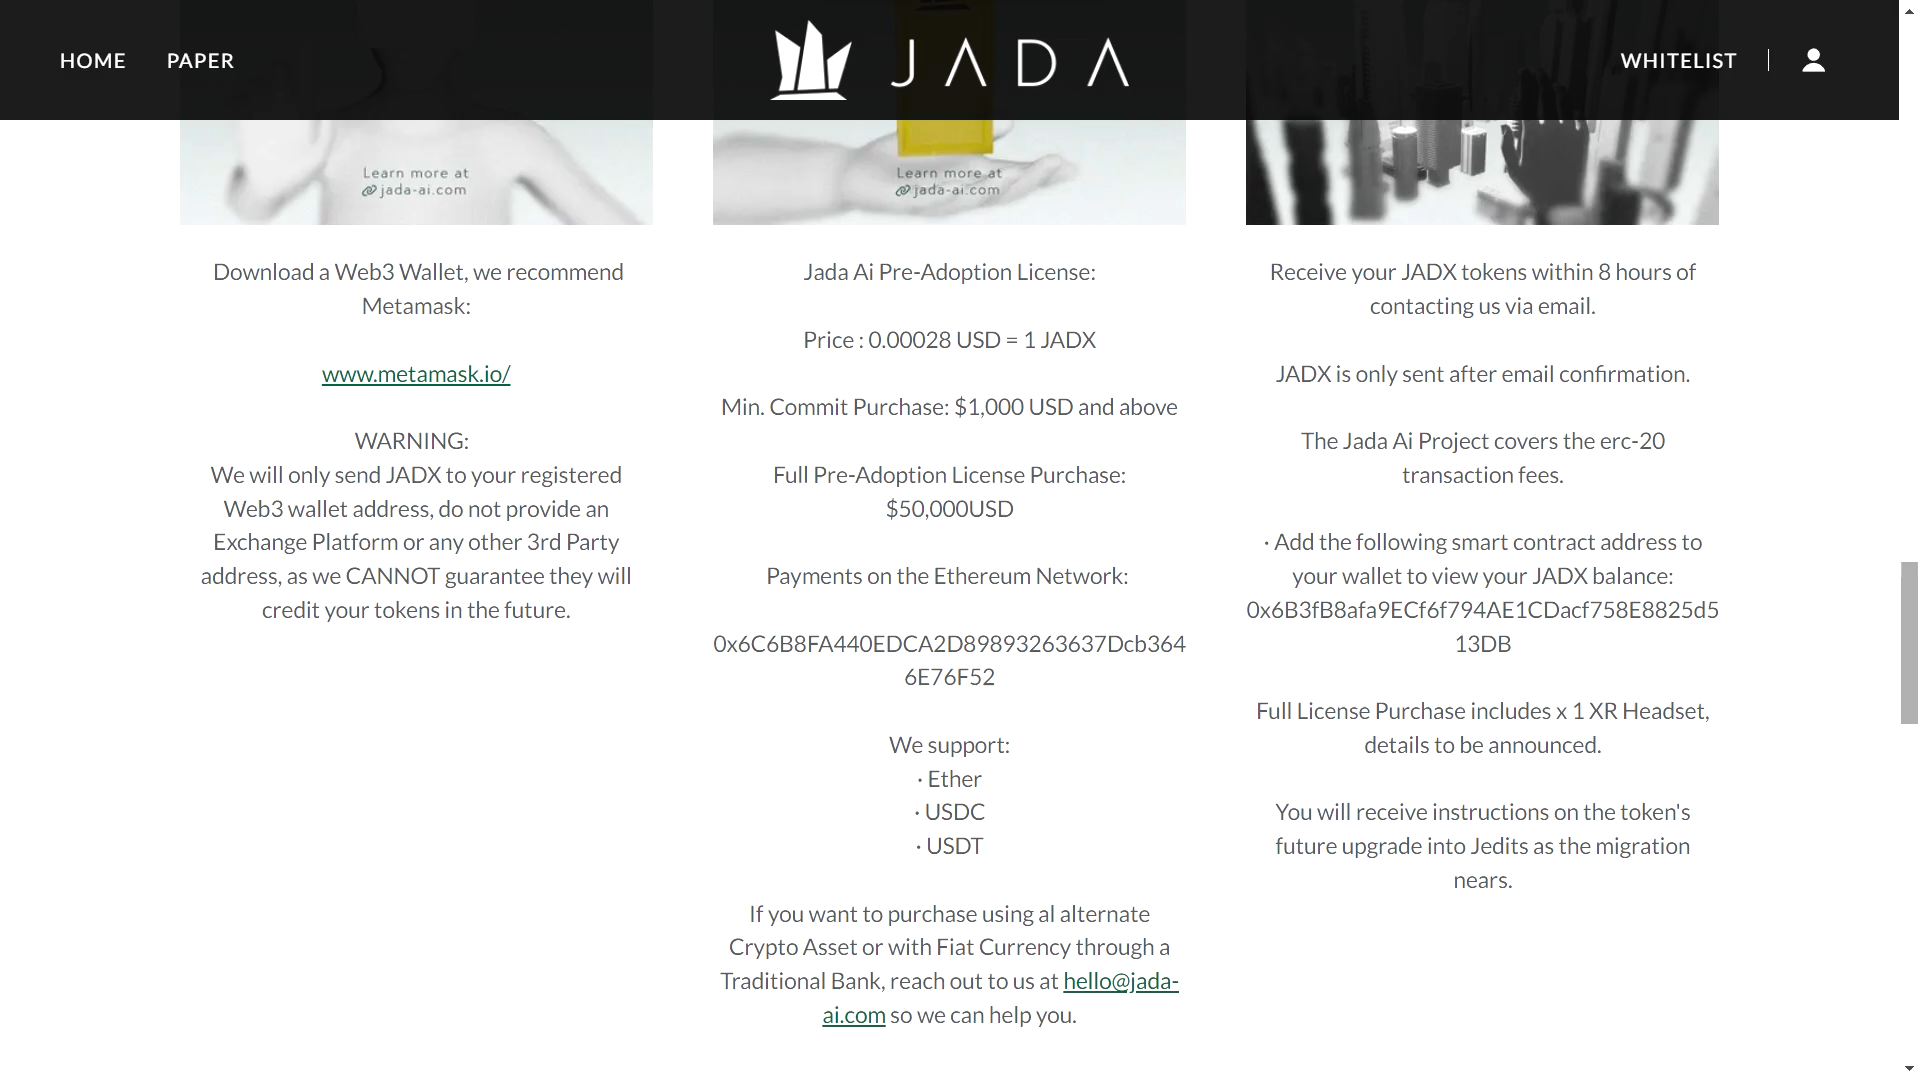 HOME
PAPER
JADA
WHITELIST
Learn more at
jada-ai.com
Learn more at
jada-ai.com
Download a Web3 Wallet, we recommend
Metamask:
www.metamask.io/
WARNING:
We will only send JADX to your registered
Web3 wallet address, do not provide an
Exchange Platform or any other 3rd Party
address, as we CANNOT guarantee they will
credit your tokens in the future.
Jada Ai Pre-Adoption License:
Price : 0.00028 USD = 1 JADX
Min. Commit Purchase: $1,000 USD and above
Full Pre-Adoption License Purchase:
$50,000USD
Payments on the Ethereum Network:
0x6C6B8FA440EDCA2D89893263637Dcb364
6E76F52
We support:
· Ether
· USDC
· USDT
If you want to purchase using al alternate
Crypto Asset or with Fiat Currency through a
Traditional Bank, reach out to us at hello@jada-
ai.com so we can help you.
Receive your JADX tokens within 8 hours of
contacting us via email.
JADX is only sent after email confirmation.
The Jada Ai Project covers the erc-20
transaction fees.
· Add the following smart contract address to
your wallet to view your JADX balance:
0x6B3fB8afa9ECf6f794AE1CDacf758E8825d5
13DB
Full License Purchase includes x 1 XR Headset,
details to be announced.
You will receive instructions on the token's
future upgrade into Jedits as the migration
nears.